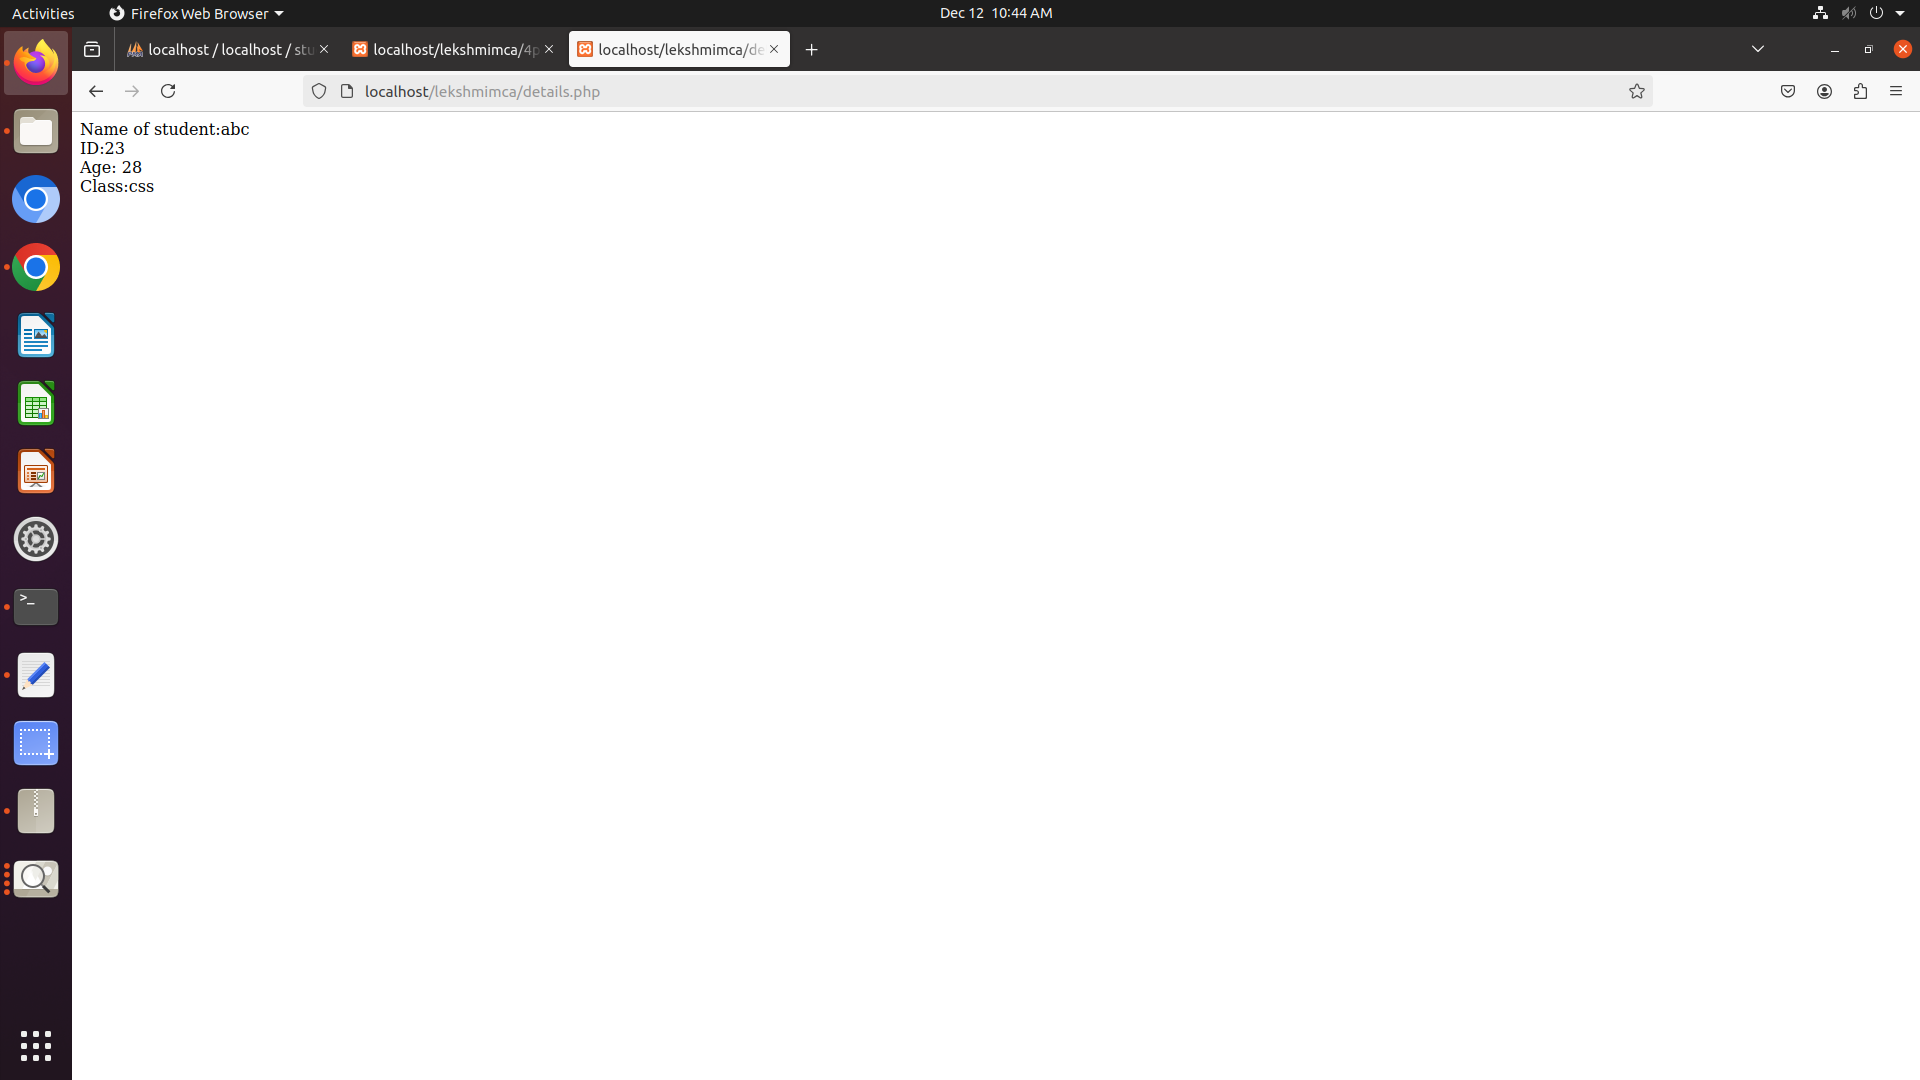 Activities
Firefox Web Browser
Dec 12 10:44 AM
localhost / localhost / stu
localhost/lekshmimca/4p
localhost/lekshmimca/de
localhost/lekshmimca/details.php
Name of student:abc
ID:23
Age: 28
Class:css